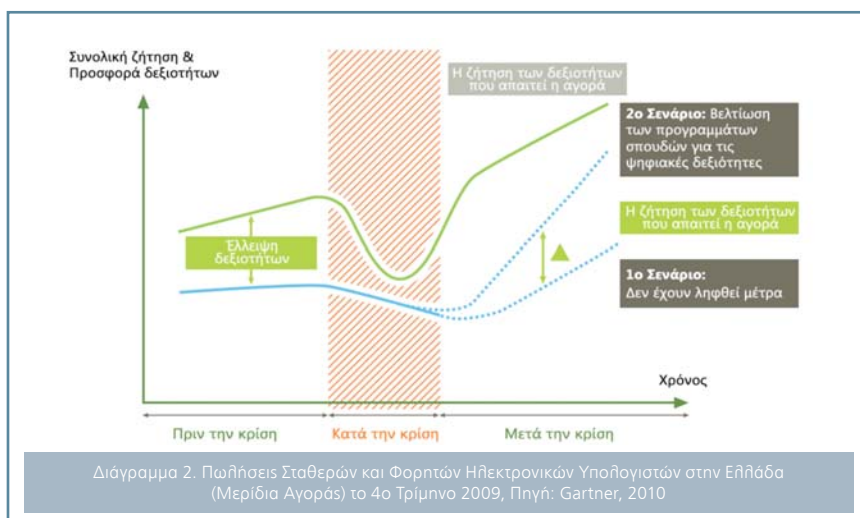 Συνολική ζήτηση &
Προσφορά δεξιοτήτων
Η ζήτηση των δεξιοτήτων
που απαιτεί η αγορά
2ο Σενάριο: Βελτίωση
των προγραμμάτων
σπουδών για τις
ψηφιακές δεξιότητες
Η ζήτηση των δεξιοτήτων
που απαιτεί η αγορά
Έλλειψη
δεξιοτήτων
1ο Σενάριο:
Δεν έχουν ληφθεί μέτρα
Χρόνος
Πριν την κρίση
Κατά την κρίση
Μετά την κρίση
Διάγραμμα 2. Πωλήσεις Σταθερών και Φορητών Ηλεκτρονικών Υπολογιστών στην Ελλάδα
(Μερίδια Αγοράς) το 4ο Τρίμηνο 2009, Πηγή: Gartner, 2010